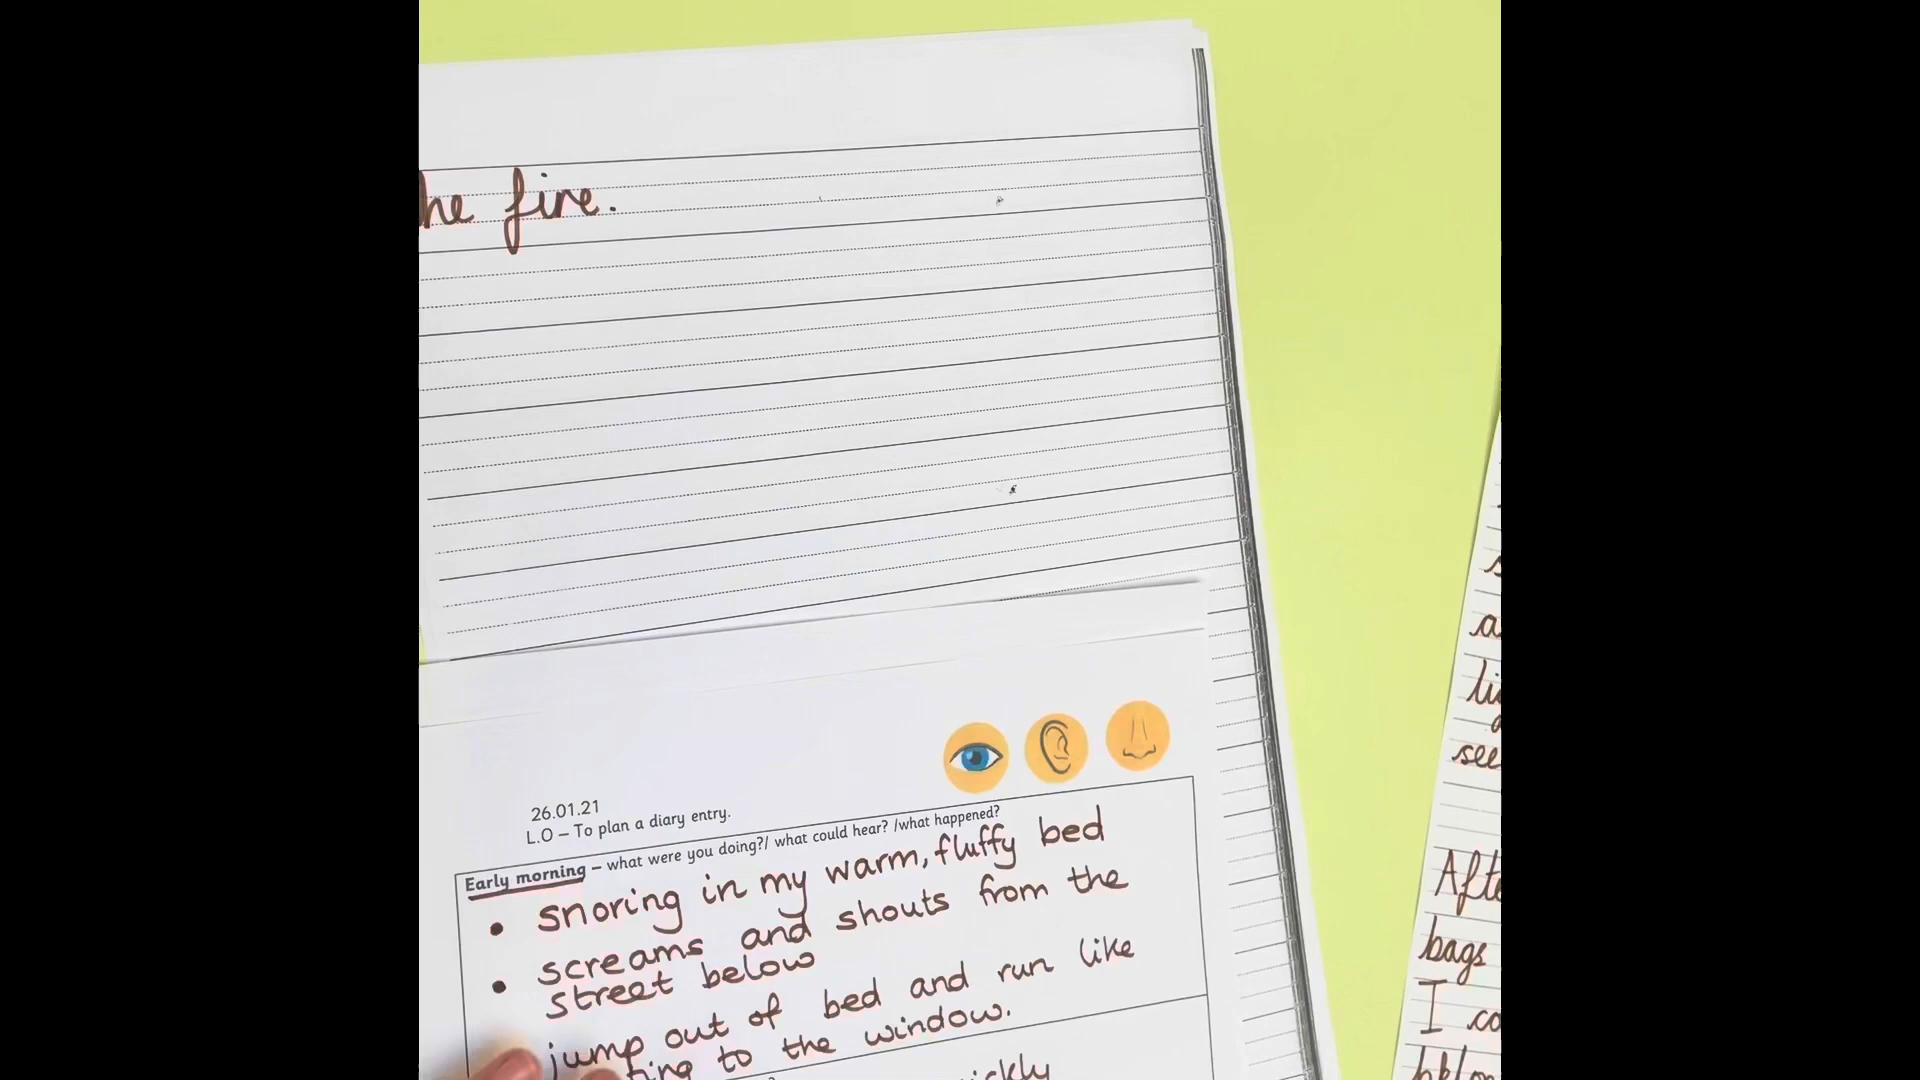 he fire.
26.01.21
L.O – To plan a diary entry.
Early morning – what were you doing?/ what could hear? /what happened?
• snoring in my warm, fluffy bed
• screams and shouts from the
street below
jump out of bed and run like
to the window.
a
see
bags
I co